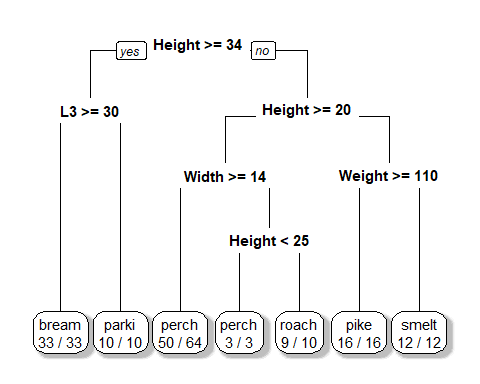 Height >= 34
yes
no
L3 >= 30
Height >= 20
Width >= 14
Weight >= 110
Height < 25
bream
33 / 33
parki
10 / 10
perch
50 / 64
perch
3 / 3
roach
9 / 10
pike
16 / 16
smelt
12 / 12